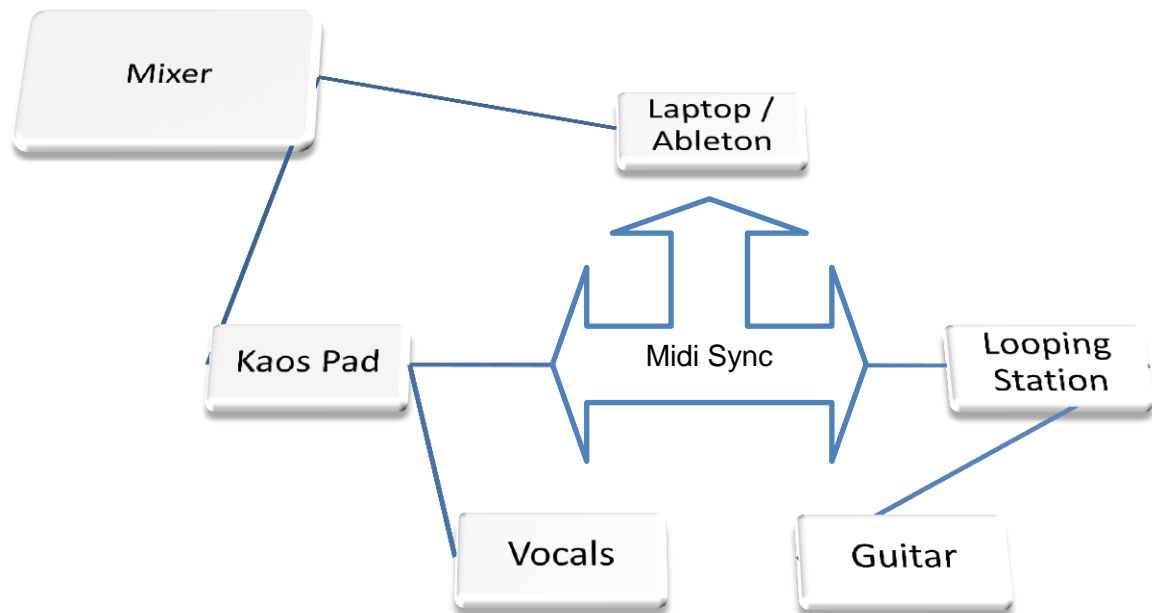 Mixer
Laptop /
Ableton
Kaos Pad
Midi Sync
Looping
Station
Vocals
Guitar